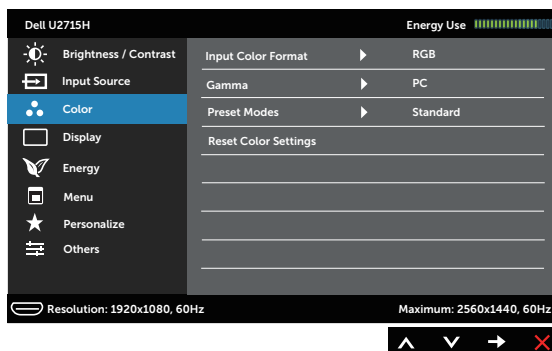 Dell U2715H Energy Use
Brightness / Contrast
Input Source
Color
Display
Energy
Menu
Personalize
Others
Input Color Format RGB
Gamma PC
Preset Modes Standard
Reset Color Settings
Resolution: 1920x1080, 60Hz Maximum: 2560x1440, 60Hz